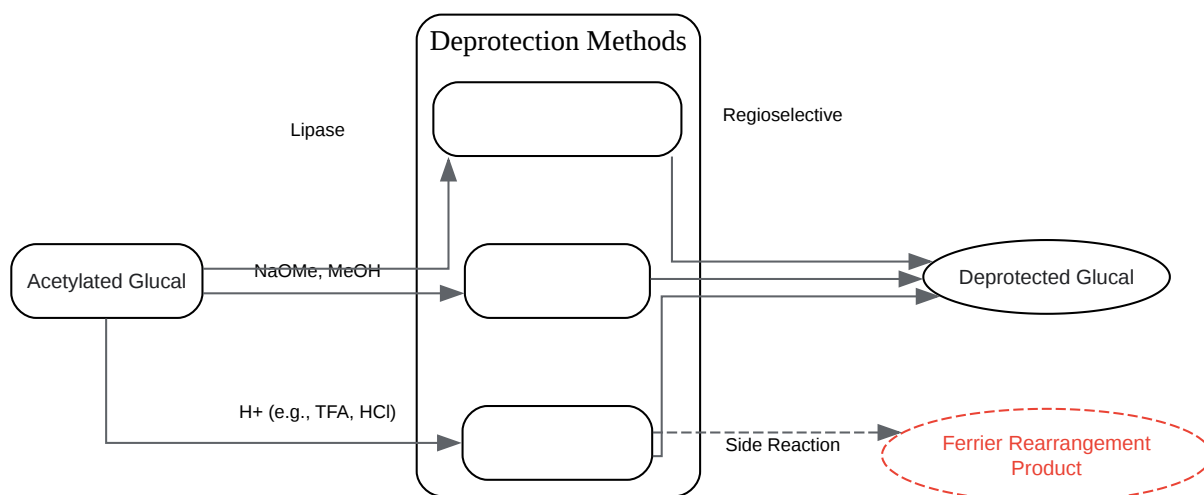 Deprotection Methods
Lipase
Regioselective
Acetylated Glucal
NaOMe, MeOH
Deprotected Glucal
H+ (e.g., TFA, HCl)
Side Reaction
Ferrier Rearrangement
Product